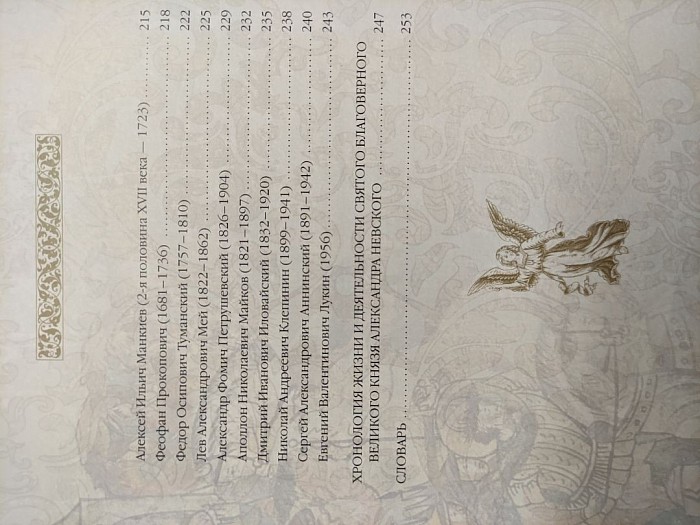 Алексей Ильич Манкиев (2-я половина XVII века — 1723) ............ 215
Феофан Прокопович (1681–1736) ............ 218
Федор Осипович Туманский (1757–1810) ............ 222
Лев Александрович Мей (1822–1862) ............ 225
Александр Фомич Петрушевский (1826–1904) ............ 229
Аполлон Николаевич Майков (1821–1897) ............ 232
Дмитрий Иванович Иловайский (1832–1920) ............ 235
Николай Андреевич Клепинин (1899–1941) ............ 238
Сергей Александрович Аннинский (1891–1942) ............ 240
Евгений Валентинович Лукин (1956) ............ 243
ХРОНОЛОГИЯ ЖИЗНИ И ДЕЯТЕЛЬНОСТИ СВЯТОГО БЛАГОВЕРНОГО
ВЕЛИКОГО КНЯЗЯ АЛЕКСАНДРА НЕВСКОГО ............ 247
СЛОВАРЬ ............ 253